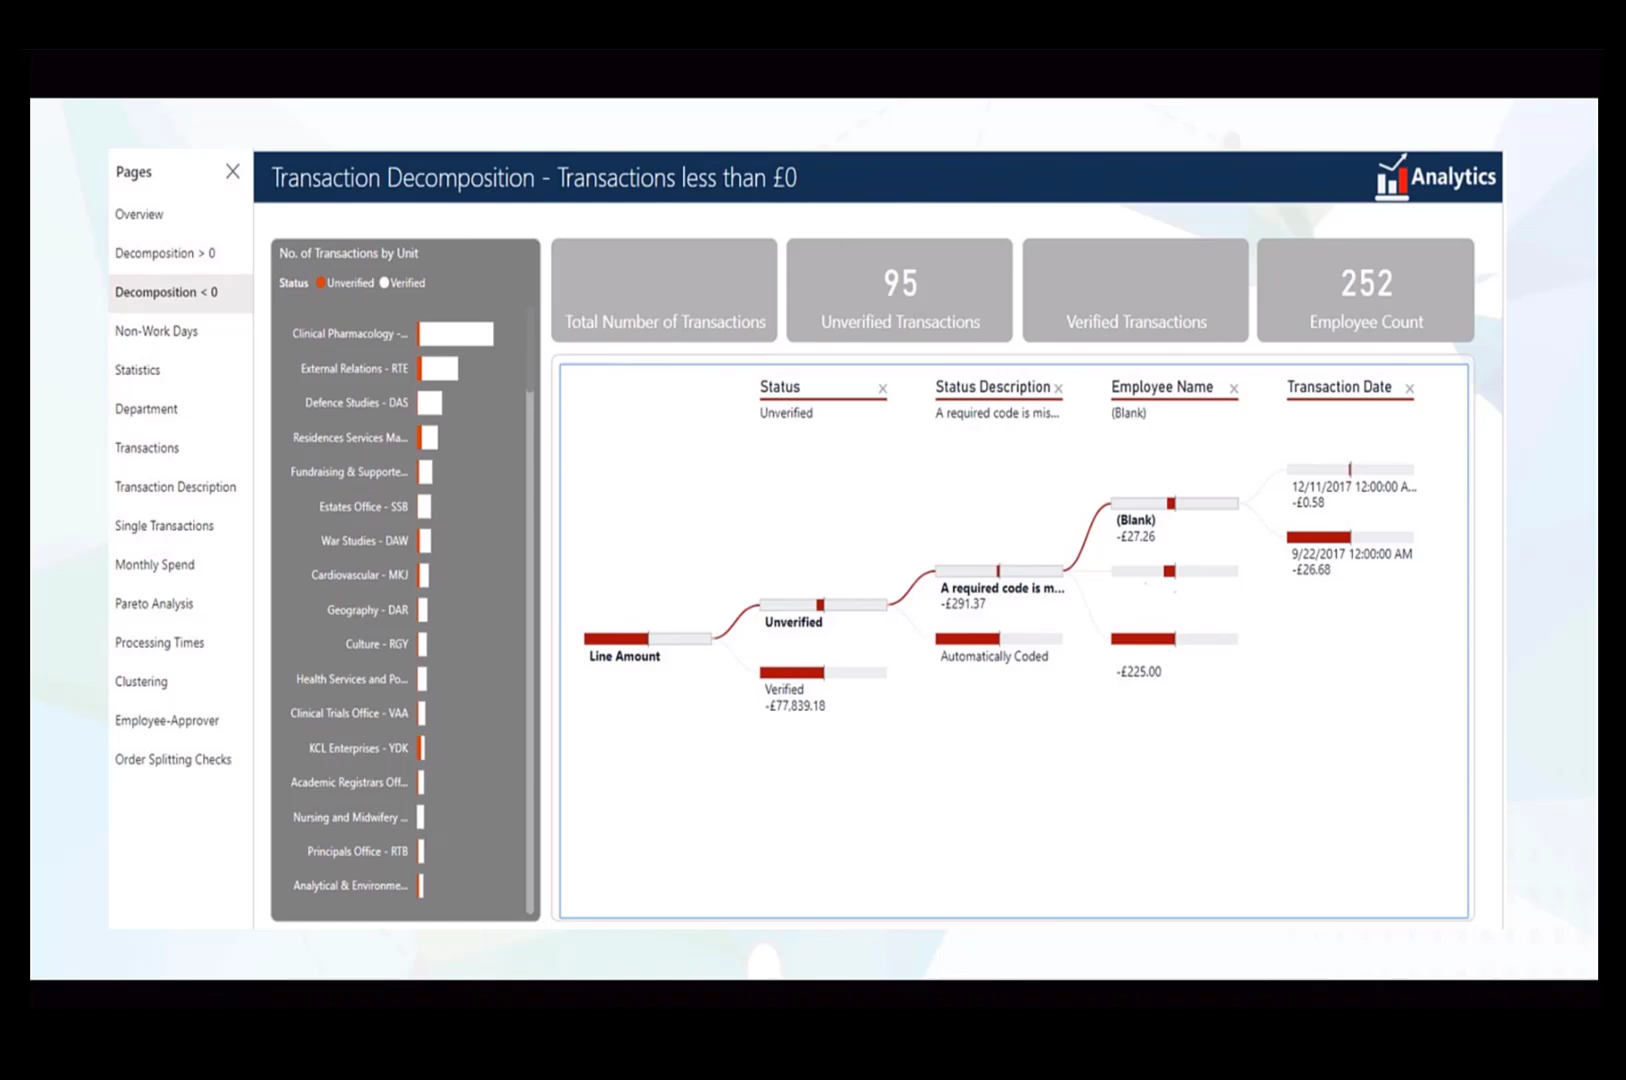 Pages
Overview
Decomposition > 0
Decomposition < 0
Non-Work Days
Statistics
Department
Transactions
Transaction Description
Single Transactions
Monthly Spend
Pareto Analysis
Processing Times
Clustering
Employee-Approver
Order Splitting Checks
Transaction Decomposition - Transactions less than £0
Analytics
No. of Transactions by Unit
Status Unverified Verified
Clinical Pharmacology -...
External Relations - RTE
Defence Studies - DAS
Residences Services Ma...
Fundraising & Supporte...
Estates Office - SSB
War Studies - DAW
Cardiovascular - MKJ
Geography - DAR
Culture - RGY
Health Services and Po...
Clinical Trials Office - VAA
KCL Enterprises - YDK
Academic Registrars Off...
Nursing and Midwifery ...
Principals Office - RTB
Analytical & Environme...
Total Number of Transactions
95
Unverified Transactions
Verified Transactions
252
Employee Count
Status
Unverified
Status Description
A required code is mis...
Employee Name
(Blank)
Transaction Date
Line Amount
Unverified
Verified
-£77,839.18
A required code is m...
-£291.37
Automatically Coded
(Blank)
-£27.26
-£225.00
12/11/2017 12:00:00 A...
-£0.58
9/22/2017 12:00:00 AM
-£26.68